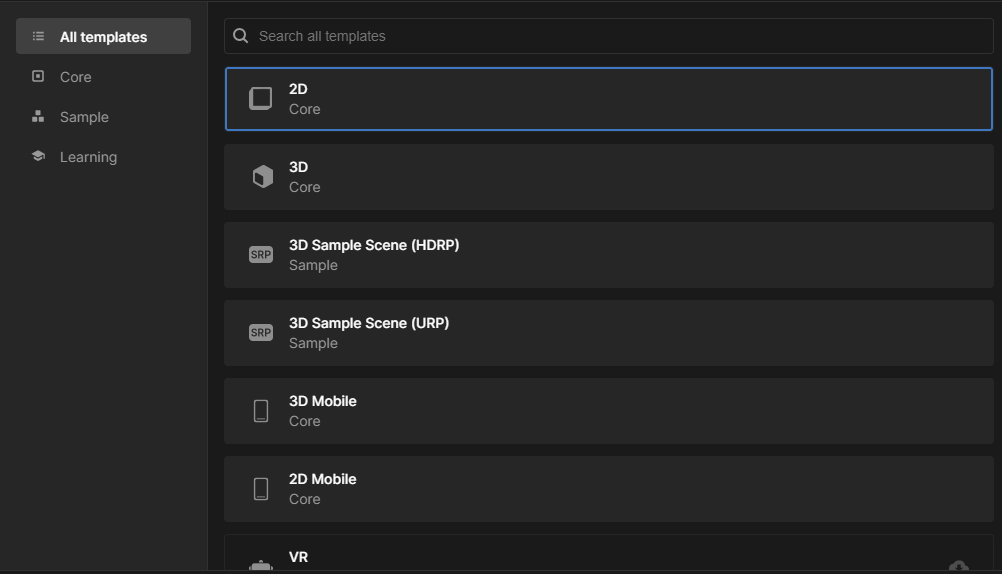 All templates
Core
Sample
Learning
Search all templates
2D
Core
3D
Core
SRP
3D Sample Scene (HDRP)
Sample
SRP
3D Sample Scene (URP)
Sample
3D Mobile
Core
2D Mobile
Core
VR